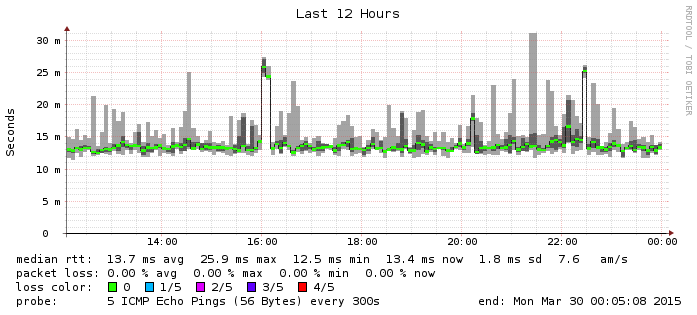 Last 12 Hours
RRDTOOL / TOBI OETIKER
Seconds
30 m
25 m
20 m
15 m
10 m
5 m
0
14:00 16:00 18:00 20:00 22:00 00:00
median rtt: 13.7 ms avg 25.9 ms max 12.5 ms min 13.4 ms now 1.8 ms sd 7.6 am/s
packet loss: 0.00 % avg 0.00 % max 0.00 % min 0.00 % now
loss color: 0 1/5 2/5 3/5 4/5
probe: 5 ICMP Echo Pings (56 Bytes) every 300s end: Mon Mar 30 00:05:08 2015